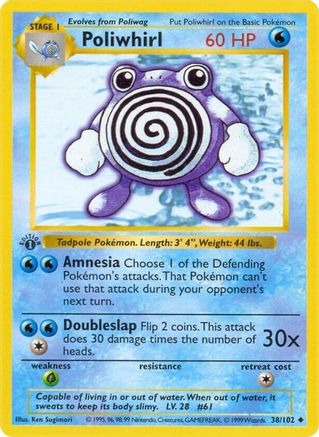 Evolves from Poliwag
Put Poliwhirl on the Basic Pokémon
STAGE 1
Poliwhirl
60 HP
EDITION
1
Tadpole Pokémon. Length: 3' 4", Weight: 44 lbs.
Amnesia Choose 1 of the Defending
Pokémon's attacks. That Pokémon can't
use that attack during your opponent's
next turn.
Doubleslap Flip 2 coins. This attack
does 30 damage times the number of
heads.
30x
weakness
resistance
retreat cost
Capable of living in or out of water. When out of water, it
sweats to keep its body slimy. LV. 28 #61
Illus. Ken Sugimori
© 1995, 96, 98, 99 Nintendo, Creatures, GAMEFREAK. © 1999 Wizards.
38/102